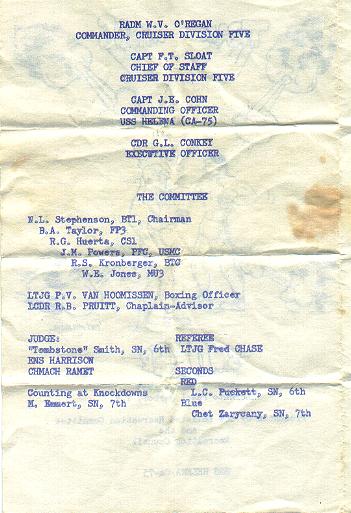 RADM W.V. O'REGAN
COMMANDER, CRUISER DIVISION FIVE
CAPT F.T. SLOAT
CHIEF OF STAFF
CRUISER DIVISION FIVE
CAPT J.E. COHN
COMMANDING OFFICER
USS HELENA (CA-75)
CDR G.L. CONKEY
EXECUTIVE OFFICER
THE COMMITTEE
N.L. Stephenson, BT1, Chairman
B.A. Taylor, FP3
R.G. Huerta, CS1
J.M. Powers, PFC, USMC
R.S. Kronberger, BTC
W.E. Jones, MU3
LTJG P.V. VAN HOOMISSEN, Boxing Officer
LCDR R.B. PRUITT, Chaplain-Advisor
JUDGE:
"Tombstone" Smith, SN, 6th
ENS HARRISON
CHMACH RAMET
Counting at Knockdowns
M. Emmert, SN, 7th
REFEREE
LTJG Fred CHASE
SECONDS
RED
L.C. Puckett, SN, 6th
Blue
Chet Zarycany, SN, 7th